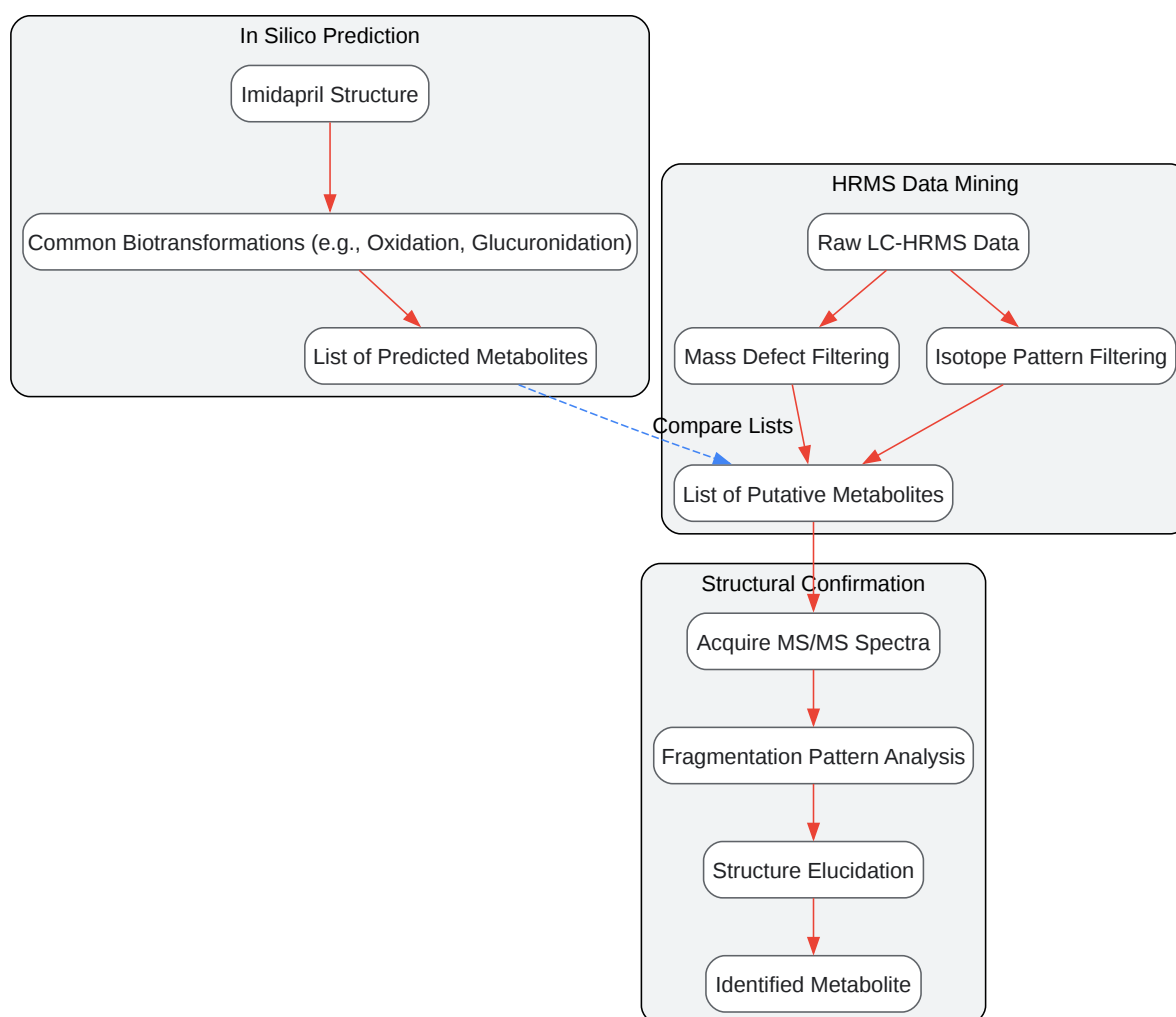 In Silico Prediction
Imidapril Structure
Common Biotransformations (e.g., Oxidation, Glucuronidation)
List of Predicted Metabolites
HRMS Data Mining
Raw LC-HRMS Data
Mass Defect Filtering
Isotope Pattern Filtering
Compare Lists
List of Putative Metabolites
Structural Confirmation
Acquire MS/MS Spectra
Fragmentation Pattern Analysis
Structure Elucidation
Identified Metabolite